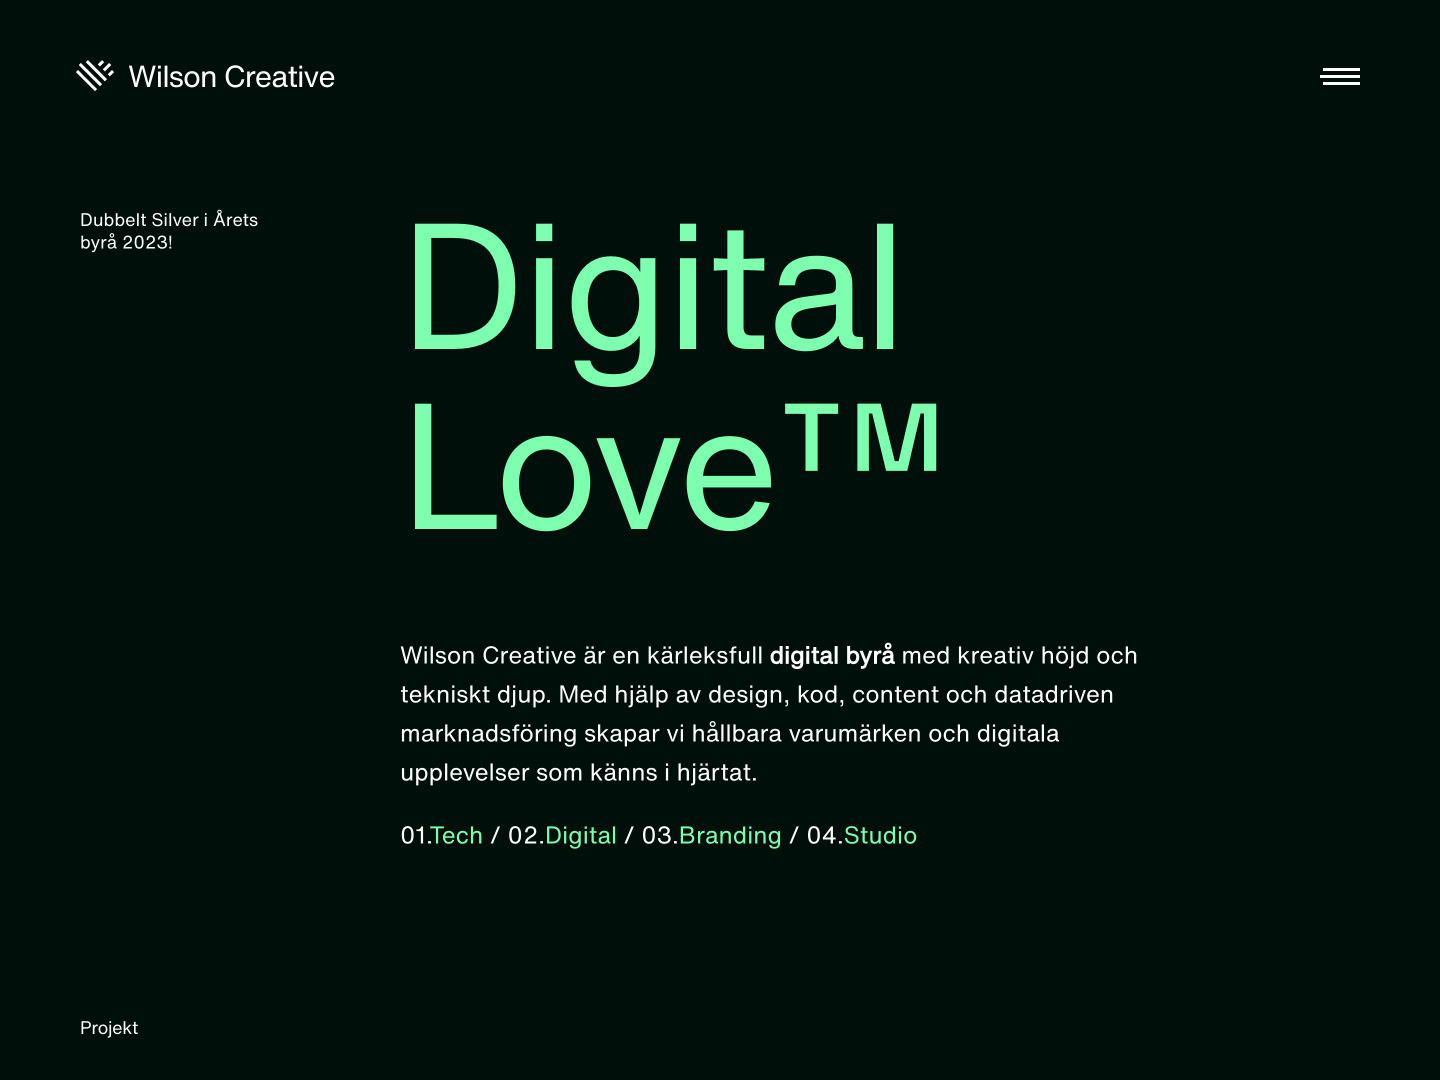 Wilson Creative
Dubbelt Silver i Årets
byrå 2023!
Digital
Love™
Wilson Creative är en kärleksfull digital byrå med kreativ höjd och
tekniskt djup. Med hjälp av design, kod, content och datadriven
marknadsföring skapar vi hållbara varumärken och digitala
upplevelser som känns i hjärtat.
01.Tech / 02.Digital / 03.Branding / 04.Studio
Projekt